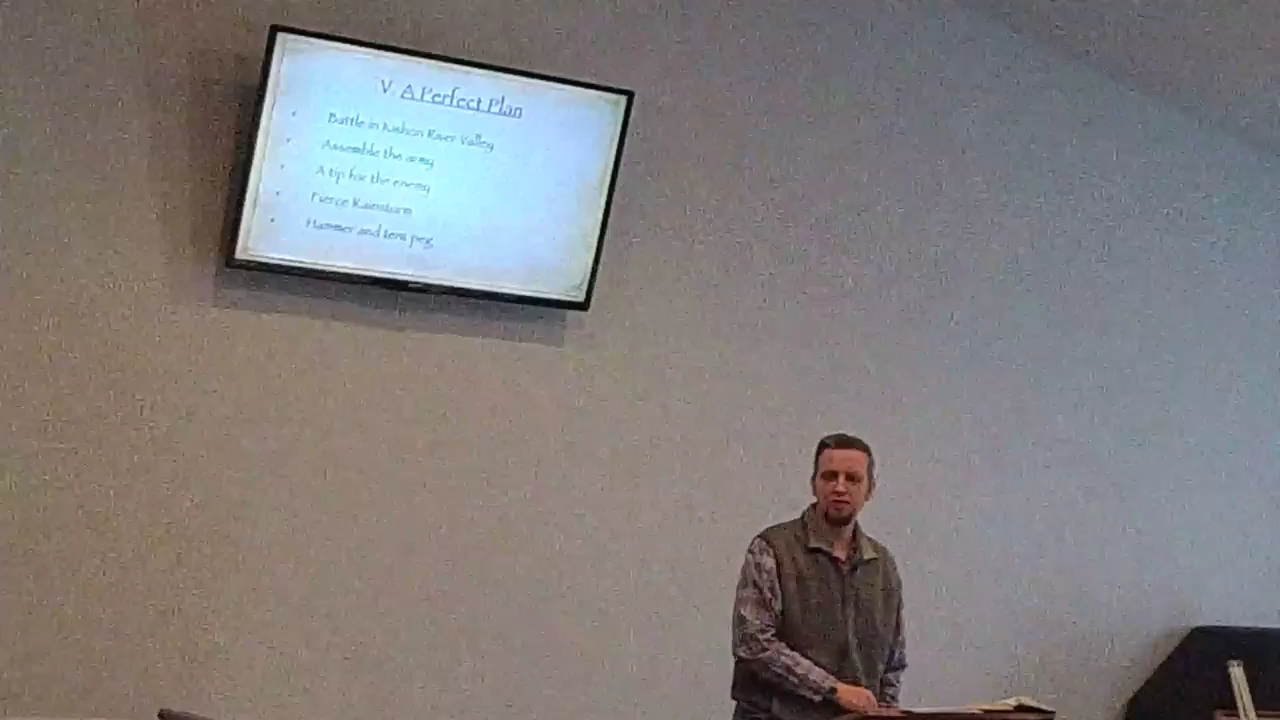 V. A Perfect Plan
Battle in Kishon River Valley
Assemble the army
A tip for the enemy
Fierce Rainstorm
Hammer and tent peg